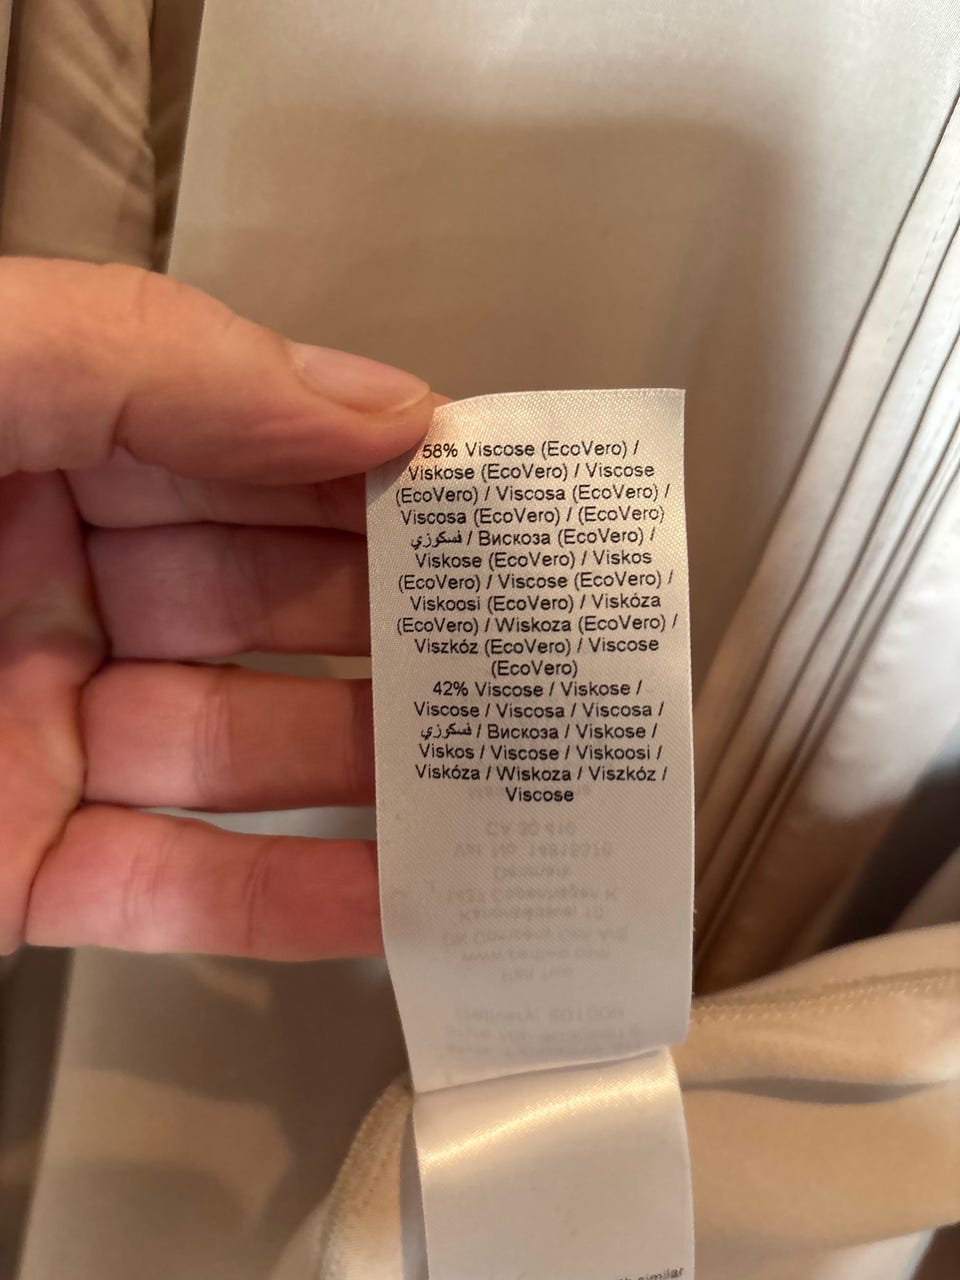 58% Viscose (EcoVero) /
Viskose (EcoVero) / Viscose
(EcoVero) / Viscosa (EcoVero) /
Viscosa (EcoVero) / (EcoVero)
فسكوزي / Вискоза (EcoVero) /
Viskose (EcoVero) / Viskos
(EcoVero) / Viscose (EcoVero) /
Viskoosi (EcoVero) / Viskóza
(EcoVero) / Wiskoza (EcoVero) /
Viszkóz (EcoVero) / Viscose
(EcoVero)
42% Viscose / Viskose /
Viscose / Viscosa / Viscosa /
فسكوزي / Вискоза / Viskose /
Viskos / Viscose / Viskoosi /
Viskóza / Wiskoza / Viszkóz /
Viscose
similar